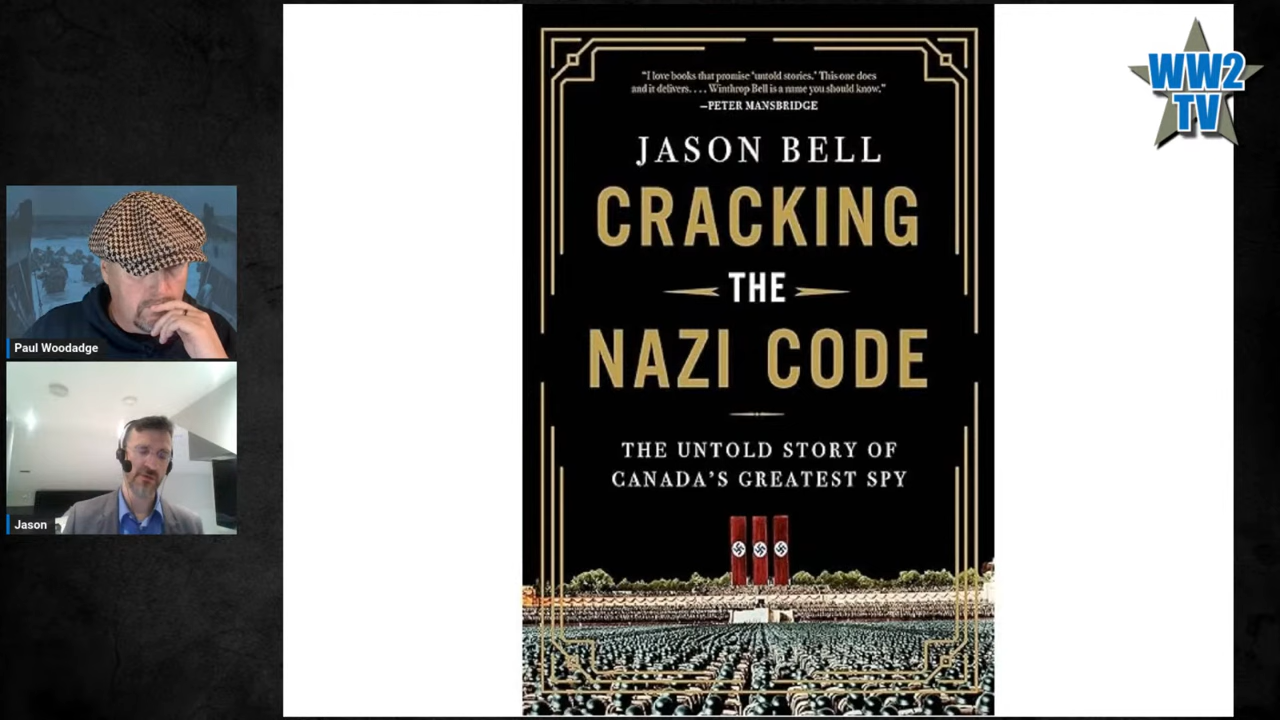 "I love books that promise 'untold stories.' This one does
and it delivers. . . . Winthrop Bell is a name you should know."
—PETER MANSBRIDGE
JASON BELL
CRACKING
THE
NAZI CODE
THE UNTOLD STORY OF
CANADA'S GREATEST SPY
WW2
TV
Paul Woodadge
Jason